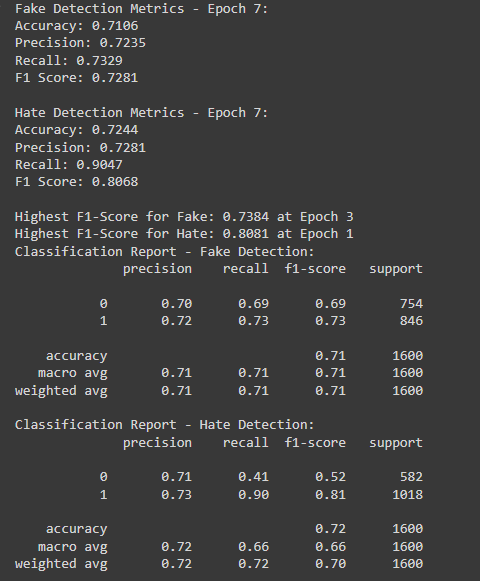 Fake Detection Metrics - Epoch 7:
Accuracy: 0.7106
Precision: 0.7235
Recall: 0.7329
F1 Score: 0.7281

Hate Detection Metrics - Epoch 7:
Accuracy: 0.7244
Precision: 0.7281
Recall: 0.9047
F1 Score: 0.8068

Highest F1-Score for Fake: 0.7384 at Epoch 3
Highest F1-Score for Hate: 0.8081 at Epoch 1
Classification Report - Fake Detection:
              precision    recall  f1-score   support

           0       0.70      0.69      0.69       754
           1       0.72      0.73      0.73       846

    accuracy                           0.71      1600
   macro avg       0.71      0.71      0.71      1600
weighted avg       0.71      0.71      0.71      1600

Classification Report - Hate Detection:
              precision    recall  f1-score   support

           0       0.71      0.41      0.52       582
           1       0.73      0.90      0.81      1018

    accuracy                           0.72      1600
   macro avg       0.72      0.66      0.66      1600
weighted avg       0.72      0.72      0.70      1600